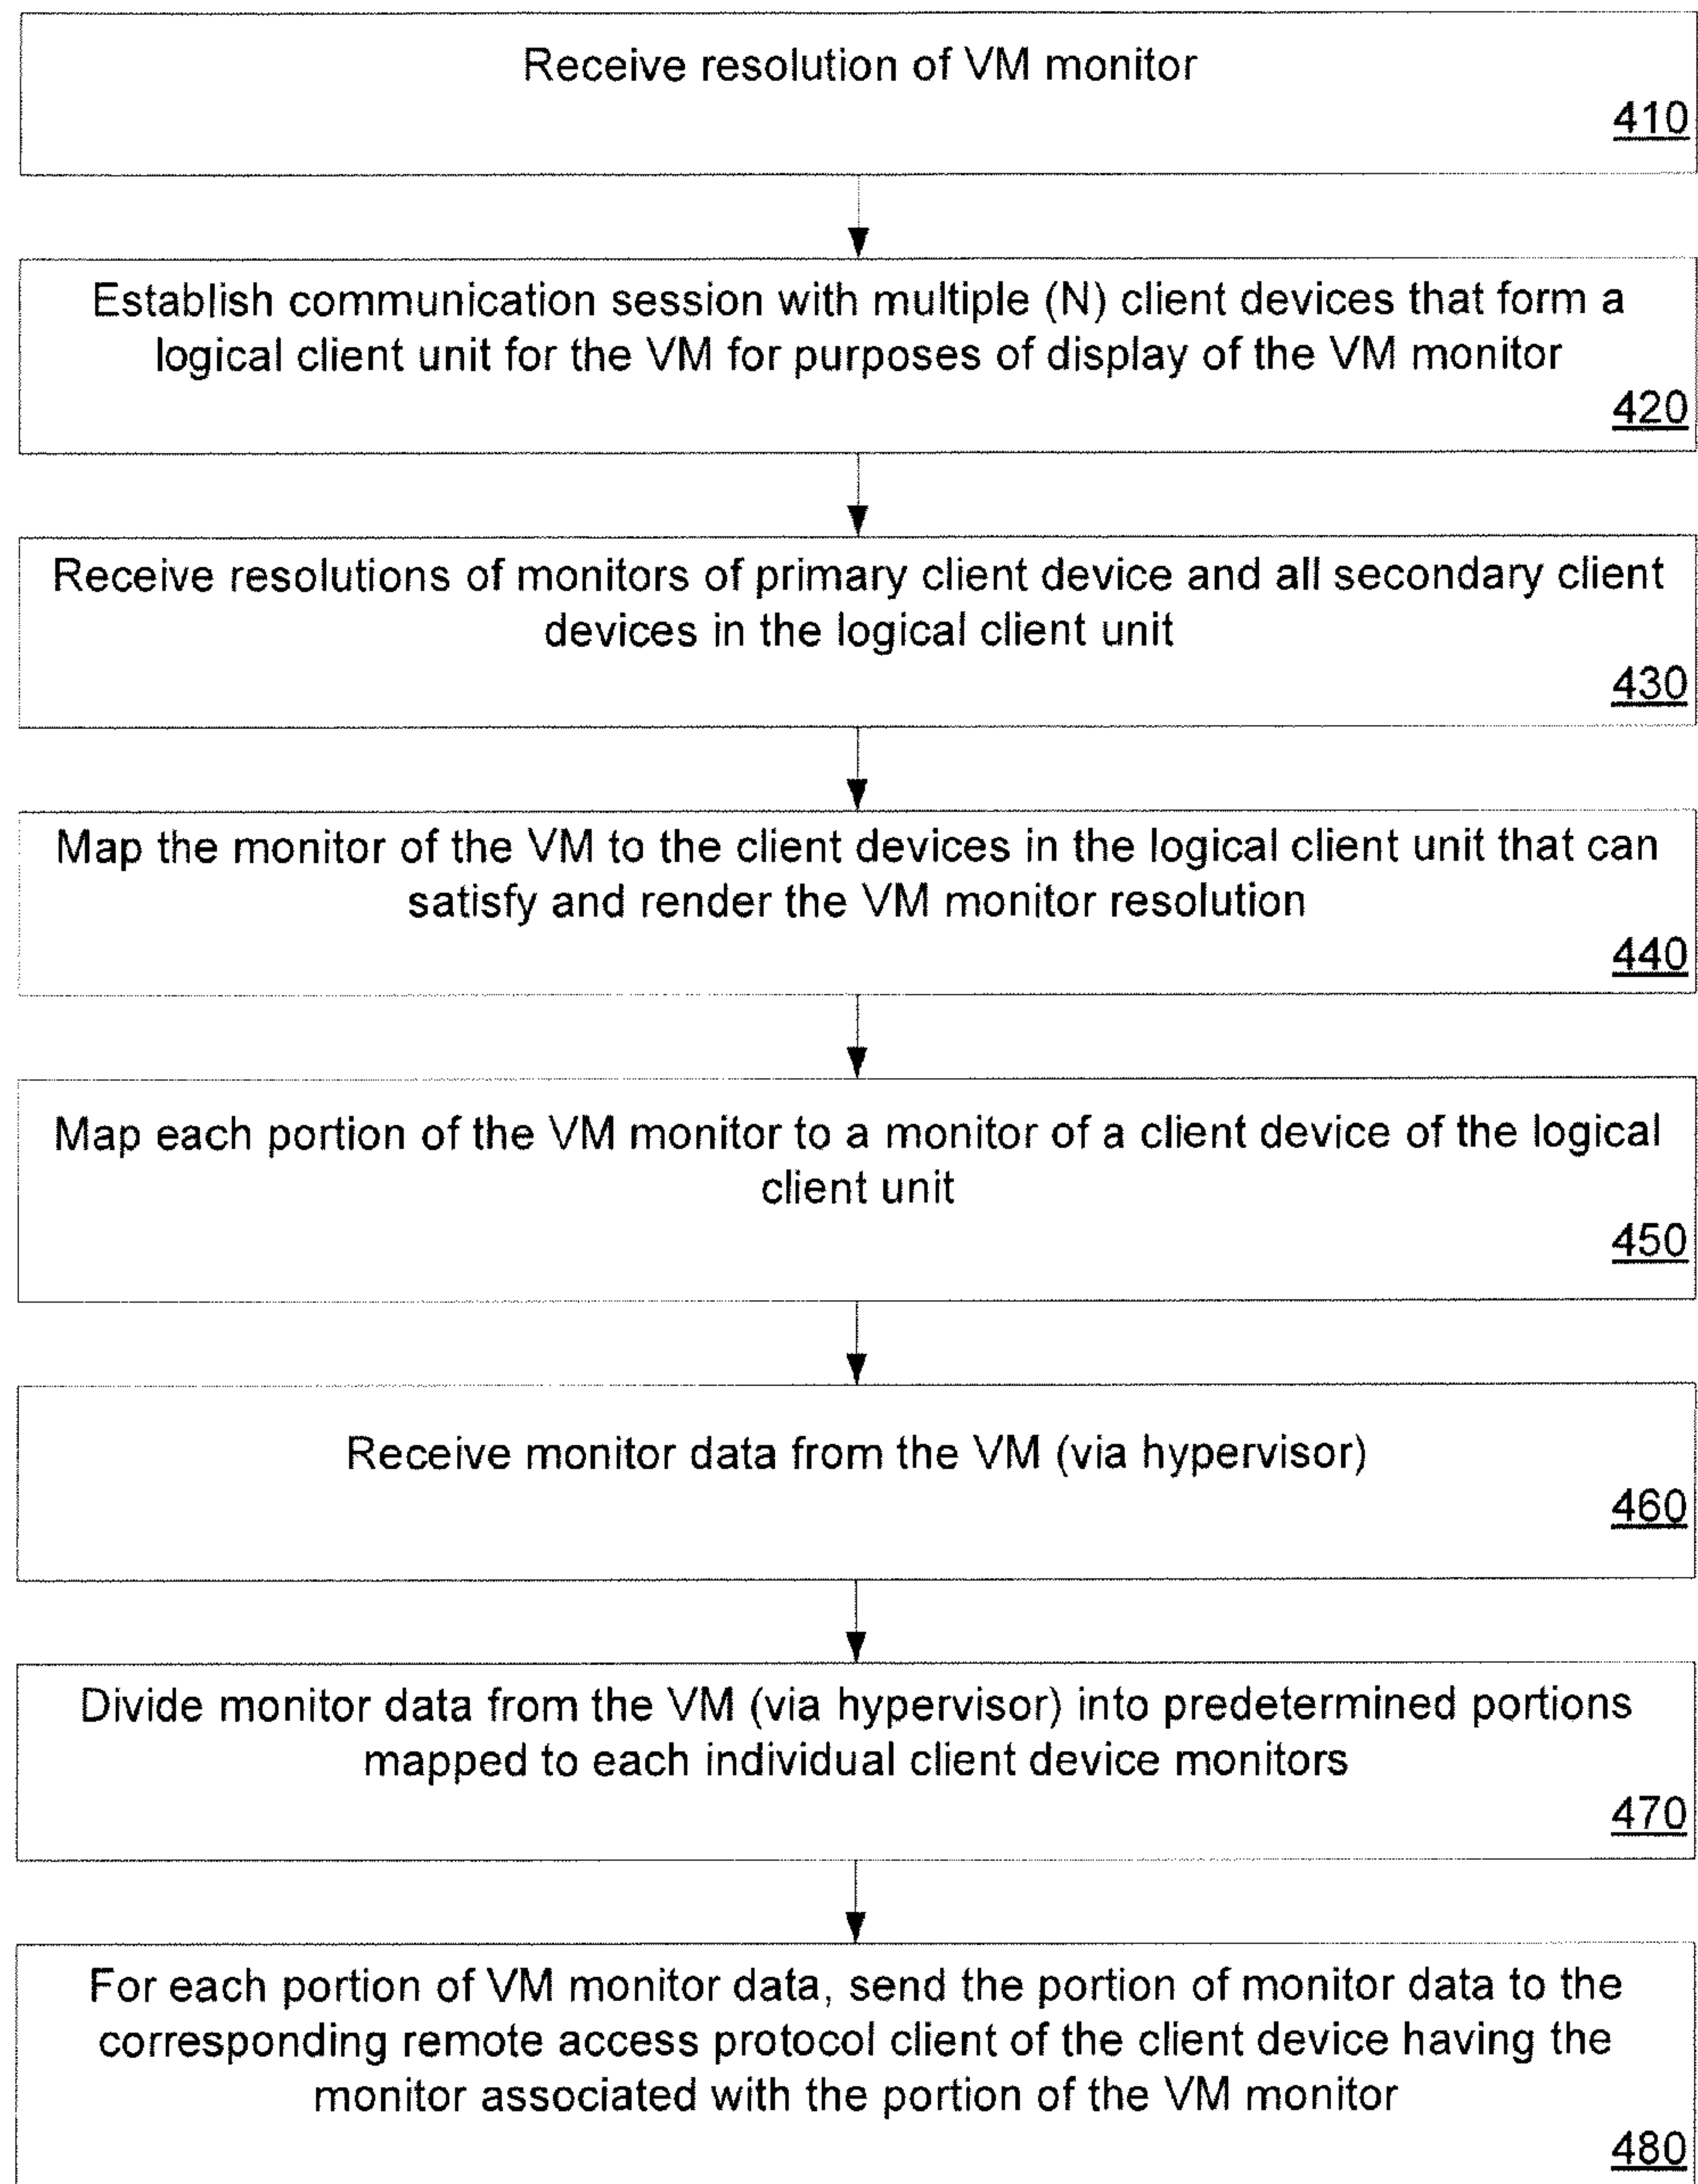 Receive resolution of VM monitor
410
Establish communication session with multiple (N) client devices that form a
logical client unit for the VM for purposes of display of the VM monitor
420
Receive resolutions of monitors of primary client device and all secondary client
devices in the logical client unit
430
Map the monitor of the VM to the client devices in the logical client unit that can
satisfy and render the VM monitor resolution
440
Map each portion of the VM monitor to a monitor of a client device of the logical
client unit
450
Receive monitor data from the VM (via hypervisor)
460
Divide monitor data from the VM (via hypervisor) into predetermined portions
mapped to each individual client device monitors
470
For each portion of VM monitor data, send the portion of monitor data to the
corresponding remote access protocol client of the client device having the
monitor associated with the portion of the VM monitor
480